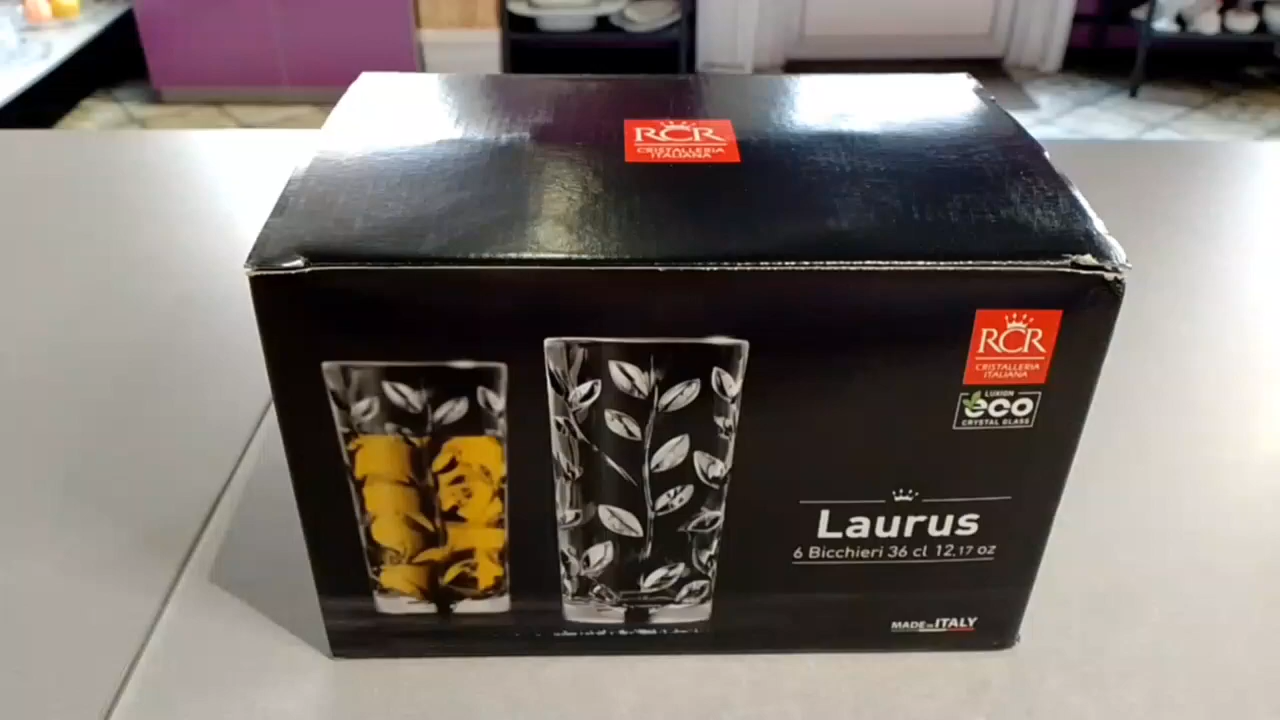 RCR
CRISTALLERIA
ITALIANA
RCR
CRISTALLERIA
ITALIANA
LUXION
eco
CRYSTAL GLASS
Laurus
6 Bicchieri 36 cl 12,17 oz
MADE IN ITALY